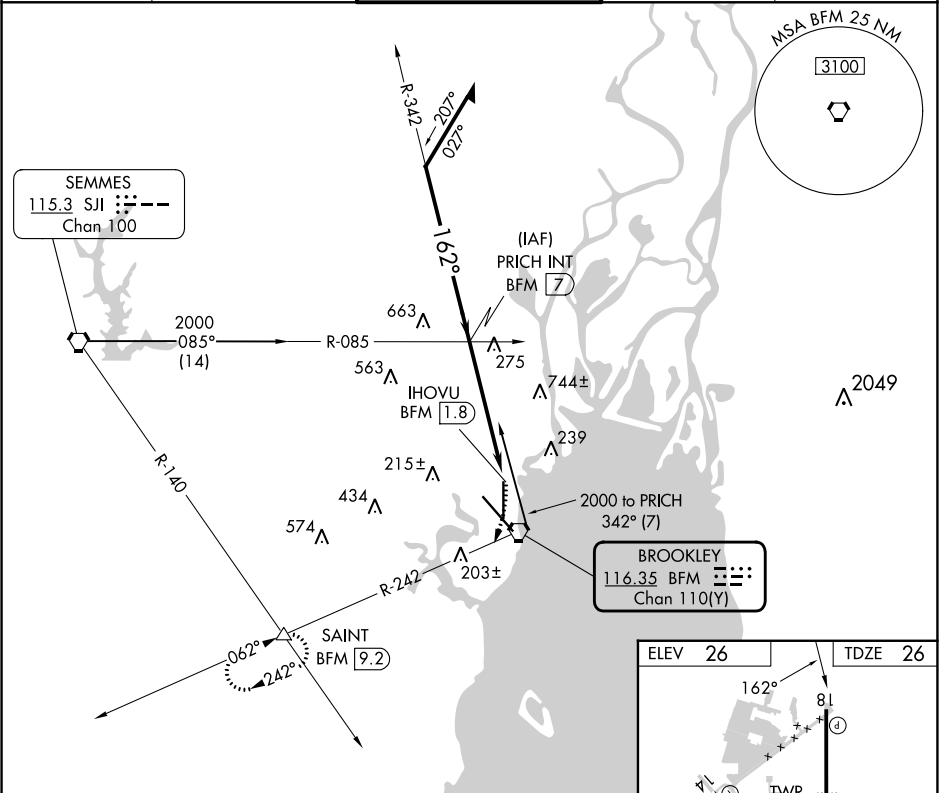 MSA BFM 25 NM
3100
R-342
207°
027°
SEMMES
115.3 SJI
Chan 100
162°
(IAF)
PRICH INT
BFM 7
2000
085°
(14)
R-085
663
275
563
744±
IHOVU
BFM 1.8
2049
239
215±
R-140
434
574
2000 to PRICH
342° (7)
BROOKLEY
116.35 BFM
Chan 110(Y)
203±
R-242
SAINT
BFM 9.2
062°
242°
ELEV 26
TDZE 26
162°
18
P
14
TWR